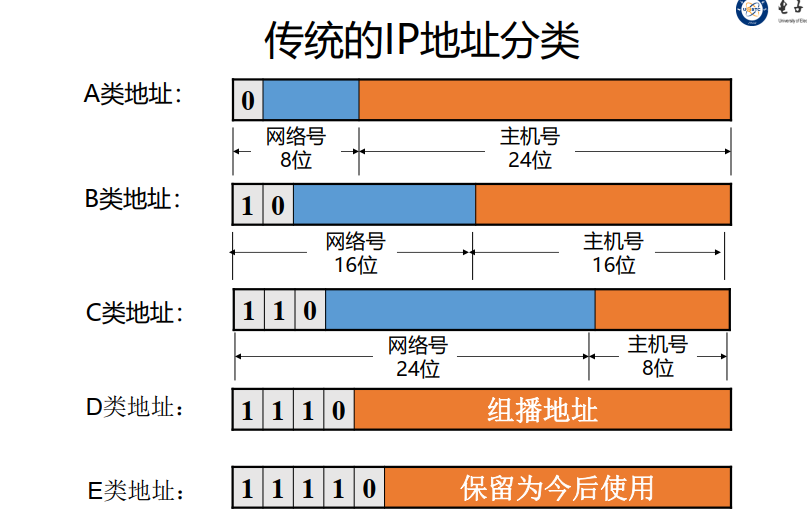 电子
传统的IP地址分类
A类地址：
0
网络号
8位
主机号
24位
B类地址：
1 0
网络号
16位
主机号
16位
C类地址：
1 1 0
网络号
24位
主机号
8位
D类地址：
1 1 1 0 组播地址
E类地址：
1 1 1 1 0 保留为今后使用